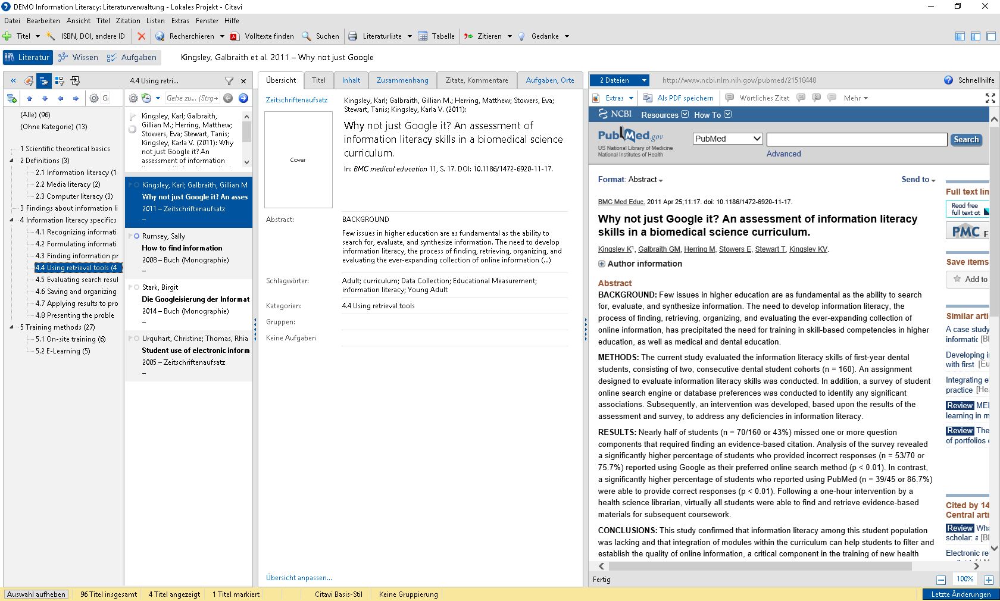 DEMO Information Literacy: Literaturverwaltung - Lokales Projekt - Citavi
Datei Bearbeiten Ansicht Titel Zitation Listen Extras Fenster Hilfe
Titel ISBN, DOI, andere ID Recherchieren Volltexte finden Suchen Literaturliste Tabelle Zitieren Gedanke
Literatur Wissen Aufgaben Kingsley, Galbraith et al. 2011 – Why not just Google
4.4 Using retri...
Gehe zu... (Strg+
(Alle) (96)
(Ohne Kategorie) (13)
1 Scientific theoretical basics
2 Definitions (3)
2.1 Information literacy (1
2.2 Media literacy (2)
2.3 Computer literacy (3)
3 Findings about information li
4 Information literacy specifics
4.1 Recognizing informati
4.2 Formulating informati
4.3 Finding information pr
4.4 Using retrieval tools (4
4.5 Evaluating search resul
4.6 Saving and organizing
4.7 Applying results to pro
4.8 Presenting the proble
5 Training methods (27)
5.1 On-site training (6)
5.2 E-Learning (5)
Kingsley, Karl; Galbraith,
Gillian M.; Herring, Matthew;
Stowers, Eva; Stewart, Tanis;
Kingsley, Karla V. (2011): Why
not just Google it? An
assessment of information
Kingsley, Karl; Galbraith, Gillian M
Why not just Google it? An asses
2011 – Zeitschriftenaufsatz
–
Rumsey, Sally
How to find information
2008 – Buch (Monographie)
–
Stark, Birgit
Die Googleisierung der Informat
2014 – Buch (Monographie)
–
Urquhart, Christine; Thomas, Rhia
Student use of electronic inform
2005 – Zeitschriftenaufsatz
–
Übersicht Titel Inhalt Zusammenhang Zitate, Kommentare Aufgaben, Orte
Zeitschriftenaufsatz
Cover
Kingsley, Karl; Galbraith, Gillian M.; Herring, Matthew; Stowers, Eva;
Stewart, Tanis; Kingsley, Karla V. (2011):
Why not just Google it? An assessment of
information literacy skills in a biomedical science
curriculum.
In: BMC medical education 11, S. 17. DOI: 10.1186/1472-6920-11-17.
Abstract: BACKGROUND
Few issues in higher education are as fundamental as the ability to
search for, evaluate, and synthesize information. The need to develop
information literacy, the process of finding, retrieving, organizing, and
evaluating the ever-expanding collection of online information (...)
Schlagwörter: Adult; curriculum; Data Collection; Educational Measurement;
information literacy; Young Adult
Kategorien: 4.4 Using retrieval tools
Gruppen:
Keine Aufgaben
Übersicht anpassen...
2 Dateien http://www.ncbi.nlm.nih.gov/pubmed/21518448 Schnellhilfe
Extras Als PDF speichern Wörtliches Zitat Mehr
NCBI Resources How To
PubMed.gov
US National Library of Medicine
National Institutes of Health
PubMed Search
Advanced
Format: Abstract Send to
BMC Med Educ. 2011 Apr 25;11:17. doi: 10.1186/1472-6920-11-17.
Why not just Google it? An assessment of information literacy
skills in a biomedical science curriculum.
Kingsley K1, Galbraith GM, Herring M, Stowers E, Stewart T, Kingsley KV.
Author information
Abstract
BACKGROUND: Few issues in higher education are as fundamental as the ability to search
for, evaluate, and synthesize information. The need to develop information literacy, the
process of finding, retrieving, organizing, and evaluating the ever-expanding collection of
online information, has precipitated the need for training in skill-based competencies in higher
education, as well as medical and dental education.
METHODS: The current study evaluated the information literacy skills of first-year dental
students, consisting of two, consecutive dental student cohorts (n = 160). An assignment
designed to evaluate information literacy skills was conducted. In addition, a survey of student
online search engine or database preferences was conducted to identify any significant
associations. Subsequently, an intervention was developed, based upon the results of the
assessment and survey, to address any deficiencies in information literacy.
RESULTS: Nearly half of students (n = 70/160 or 43%) missed one or more question
components that required finding an evidence-based citation. Analysis of the survey revealed
a significantly higher percentage of students who provided incorrect responses (n = 53/70 or
75.7%) reported using Google as their preferred online search method (p < 0.01). In contrast,
a significantly higher percentage of students who reported using PubMed (n = 39/45 or 86.7%)
were able to provide correct responses (p < 0.01). Following a one-hour intervention by a
health science librarian, virtually all students were able to find and retrieve evidence-based
materials for subsequent coursework.
CONCLUSIONS: This study confirmed that information literacy among this student population
was lacking and that integration of modules within the curriculum can help students to filter and
establish the quality of online information, a critical component in the training of new health
Full text lin
Read free
full text at
PMC F
Save items
Add to
Similar arti
A case study
informatic [B
Developing i
with first [Eu
Integrating e
practice [He
Review ME
learning in m
Review The
of portfolios
Cited by 14
Central arti
Review Wha
scholar: a [B
Electronic re
Fertig 100%
Auswahl aufheben 96 Titel insgesamt 4 Titel angezeigt 1 Titel markiert Citavi Basis-Stil Keine Gruppierung Letzte Änderungen